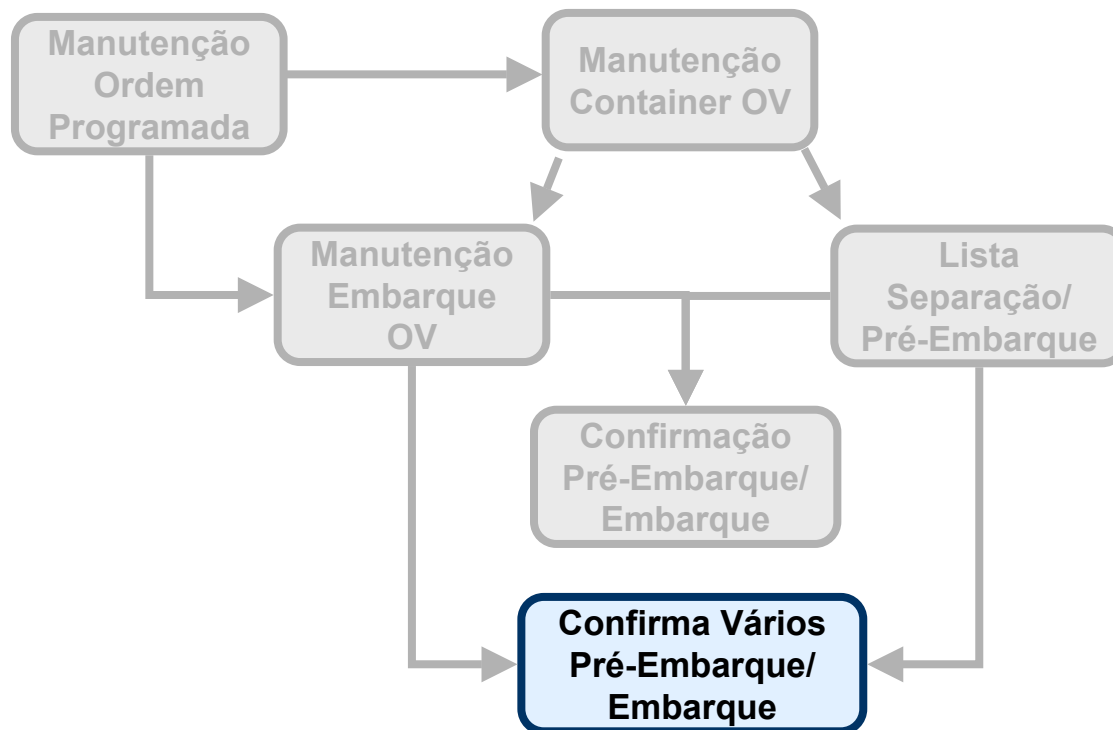 Manutenção
Ordem
Programada
Manutenção
Container OV
Manutenção
Embarque
OV
Lista
Separação/
Pré-Embarque
Confirmação
Pré-Embarque/
Embarque
Confirma Vários
Pré-Embarque/
Embarque